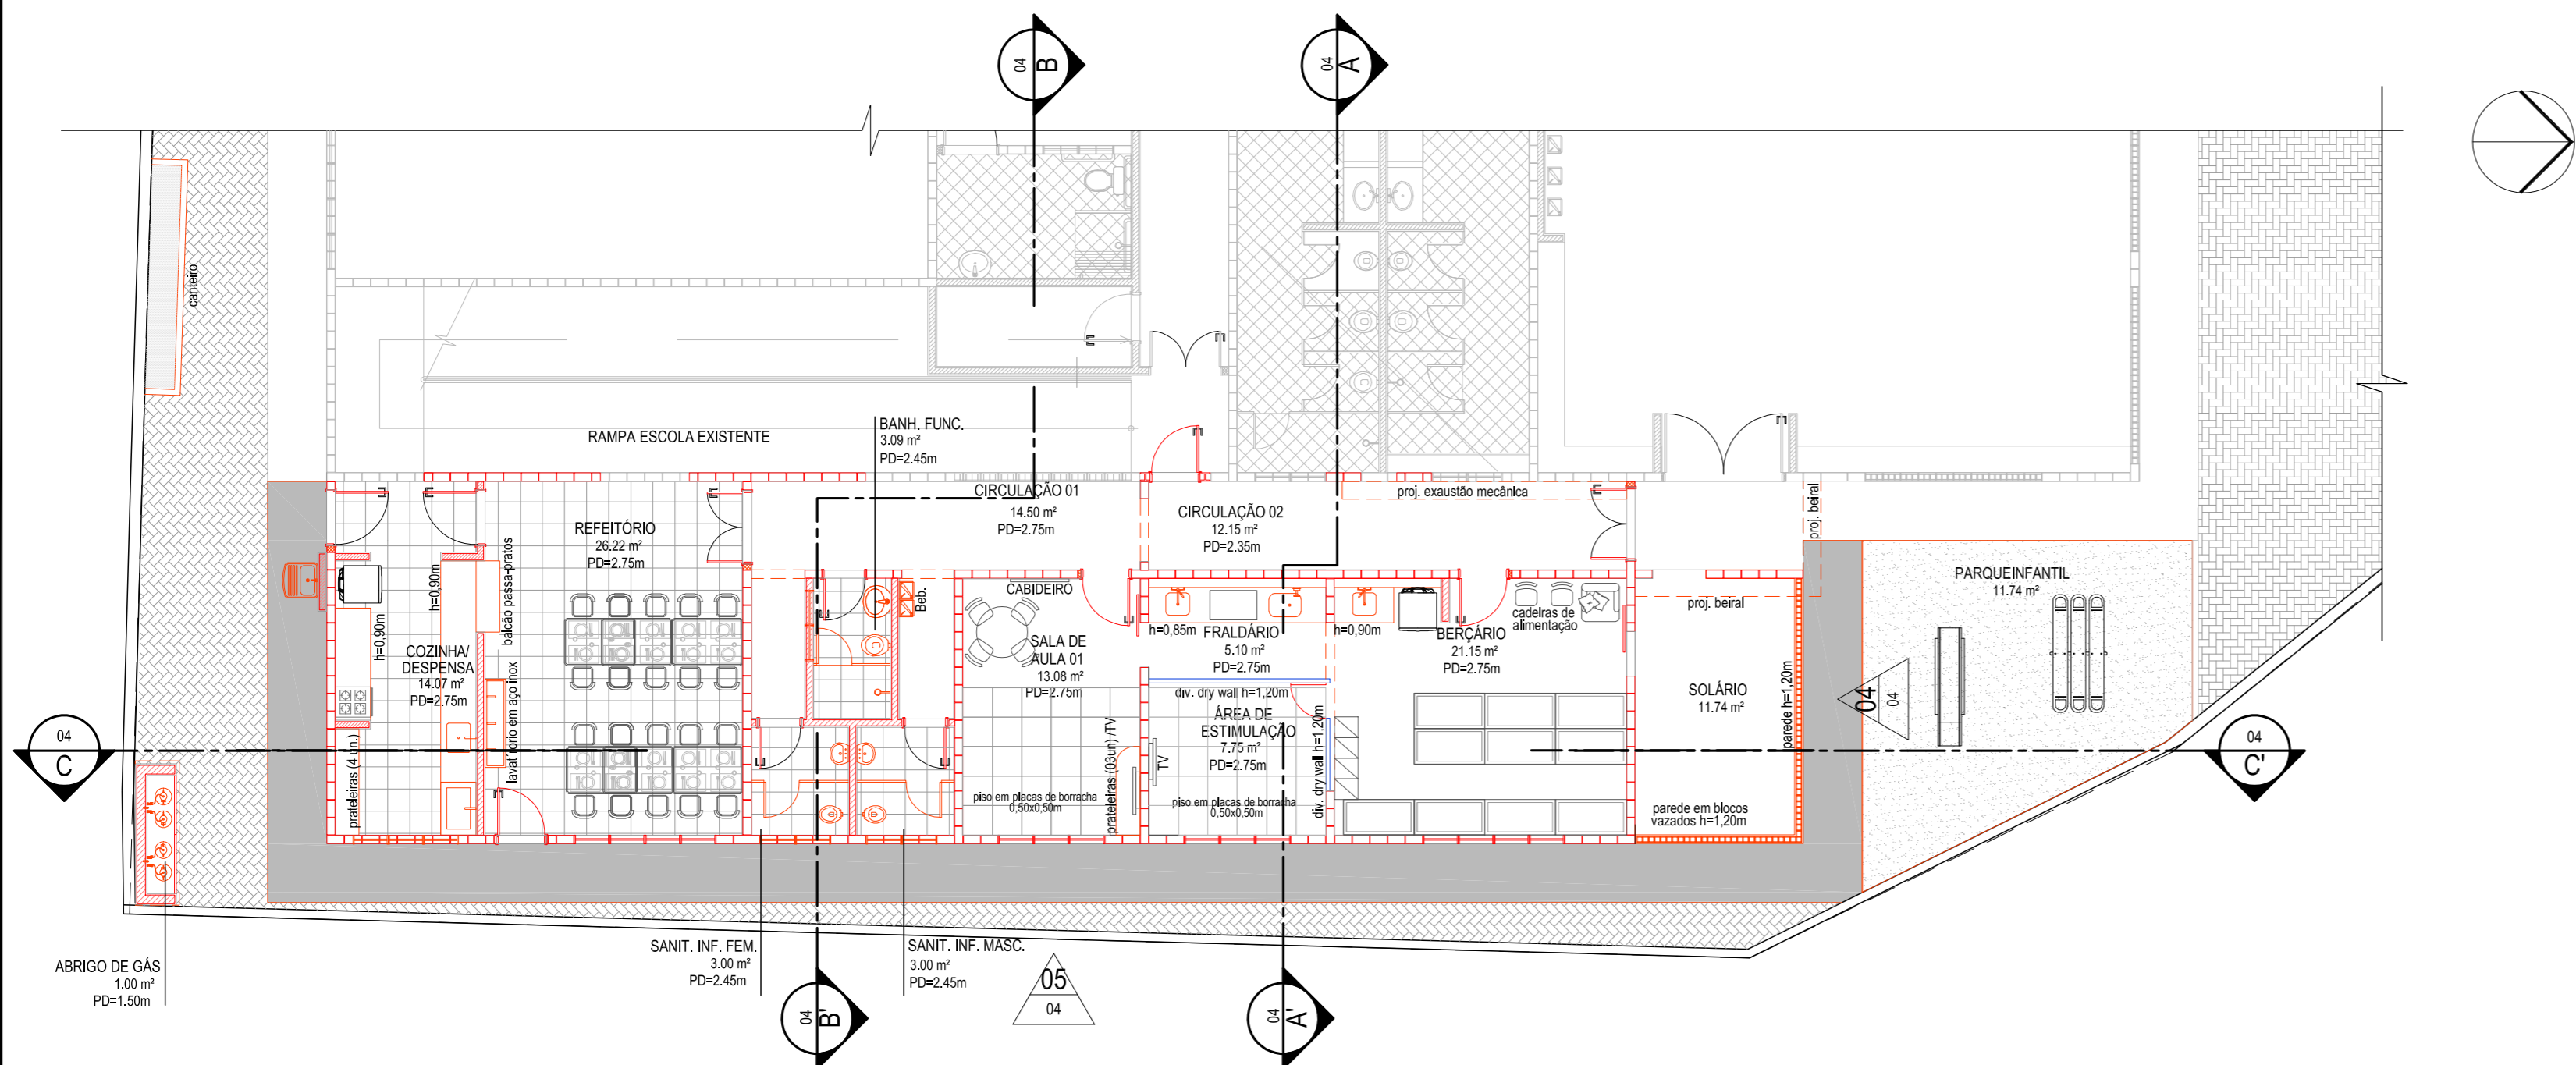 04
B
04
A
canteiro
RAMPA ESCOLA EXISTENTE
BANH. FUNC.
3.09 m²
PD=2.45m
CIRCULAÇÃO 01
14.50 m²
PD=2.75m
CIRCULAÇÃO 02
12.15 m²
PD=2.35m
proj. exaustão mecânica
proj. beiral
REFEITÓRIO
26.22 m²
PD=2.75m
h=0,90m
balcão passa-pratos
h=0,90m
COZINHA/
DESPENSA
14.07 m²
PD=2.75m
lavatório em aço inox
prateleiras (4 un.)
Beb.
CABIDEIRO
SALA DE
AULA 01
13.08 m²
PD=2.75m
h=0,85m
FRALDÁRIO
5.10 m²
PD=2.75m
h=0,90m
BERÇÁRIO
21.15 m²
PD=2.75m
cadeiras de
alimentação
proj. beiral
PARQUEINFANTIL
11.74 m²
SOLÁRIO
11.74 m²
parede h=1,20m
04
04
div. dry wall h=1,20m
ÁREA DE
ESTIMULAÇÃO
7.75 m²
PD=2.75m
TV
prateleiras (03un) /TV
div. dry wall h=1,20m
piso em placas de borracha
0,50x0,50m
piso em placas de borracha
0,50x0,50m
parede em blocos
vazados h=1,20m
04
C
04
C'
ABRIGO DE GÁS
1.00 m²
PD=1.50m
SANIT. INF. FEM.
3.00 m²
PD=2.45m
SANIT. INF. MASC.
3.00 m²
PD=2.45m
04
B'
05
04
04
A'